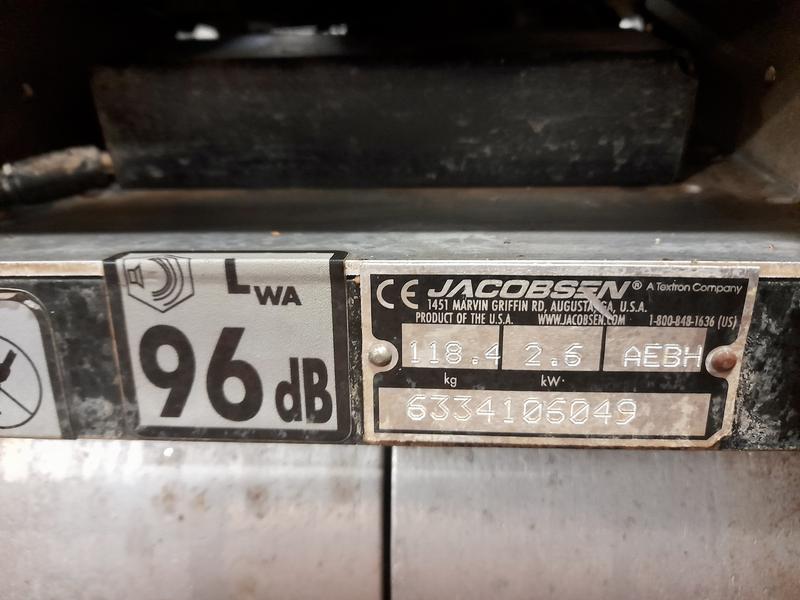 LWA
96 dB
CE JACOBSEN® A Textron Company
1451 MARVIN GRIFFIN RD, AUGUSTA, GA, U.S.A.
PRODUCT OF THE U.S.A. WWW.JACOBSEN.COM 1-800-848-1636 (US)
118.4 2.6 AEBH
kg kW·
6334106049